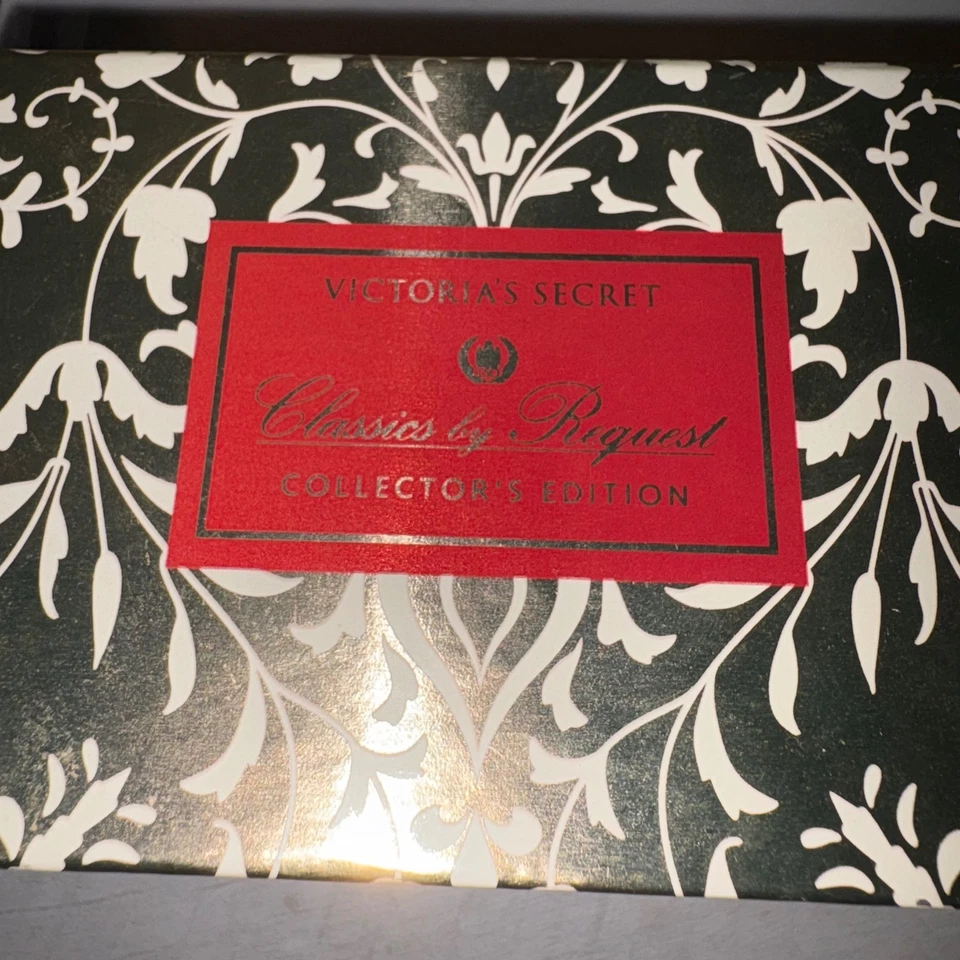 VICTORIA'S SECRET
Classics by Request
COLLECTOR'S EDITION